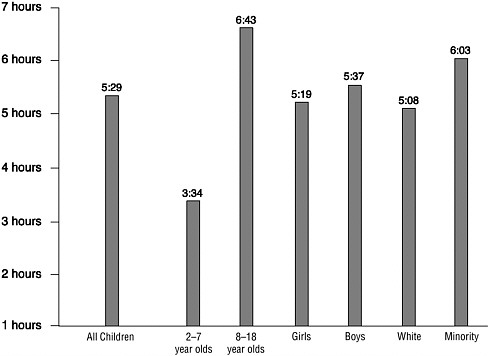 7 hours
6 hours
5 hours
4 hours
3 hours
2 hours
1 hours
5:29
3:34
6:43
5:19
5:37
5:08
6:03
All Children
2–7
year olds
8–18
year olds
Girls
Boys
White
Minority